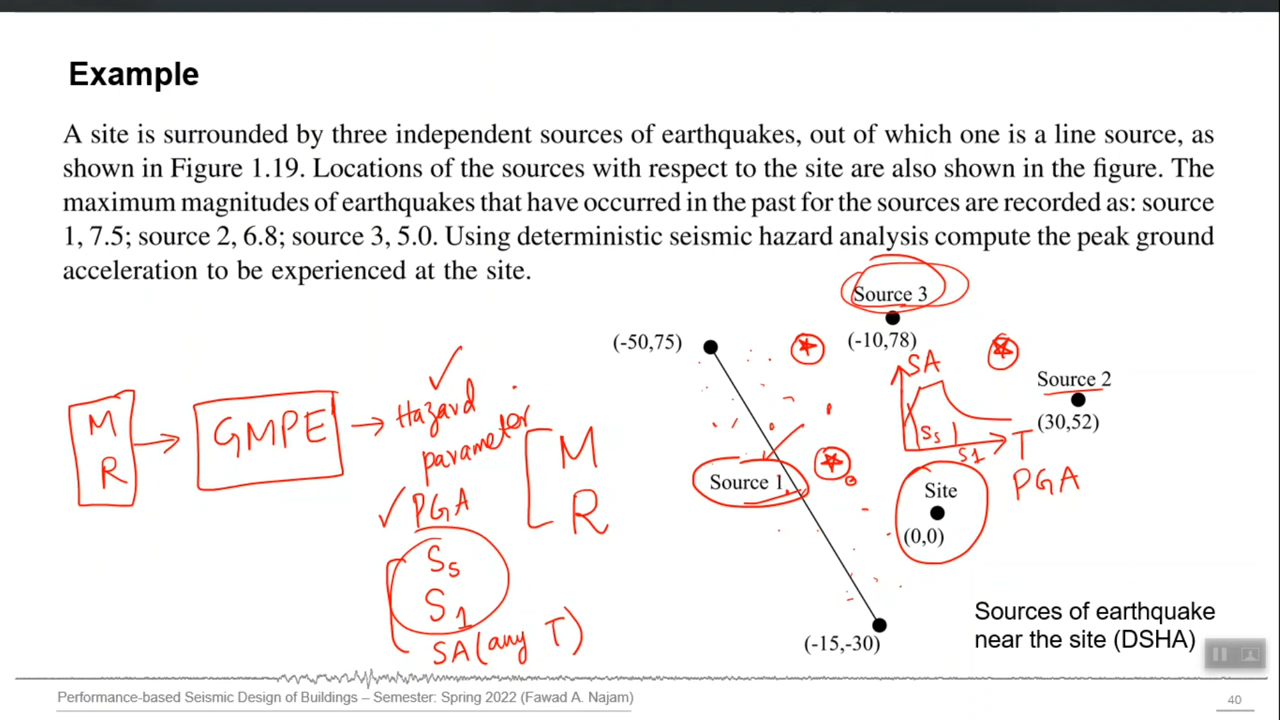 Example
A site is surrounded by three independent sources of earthquakes, out of which one is a line source, as
shown in Figure 1.19. Locations of the sources with respect to the site are also shown in the figure. The
maximum magnitudes of earthquakes that have occurred in the past for the sources are recorded as: source
1, 7.5; source 2, 6.8; source 3, 5.0. Using deterministic seismic hazard analysis compute the peak ground
acceleration to be experienced at the site.
Source 3
(-10,78)
(-50,75)
Source 2
(30,52)
SA
Ss
S1
T
PGA
M
R
GMPE
Hazard
parameter
PGA
Ss
S1
SA (any T)
M
R
Source 1
Site
(0,0)
(-15,-30)
Sources of earthquake
near the site (DSHA)
Performance-based Seismic Design of Buildings – Semester: Spring 2022 (Fawad A. Najam)
40